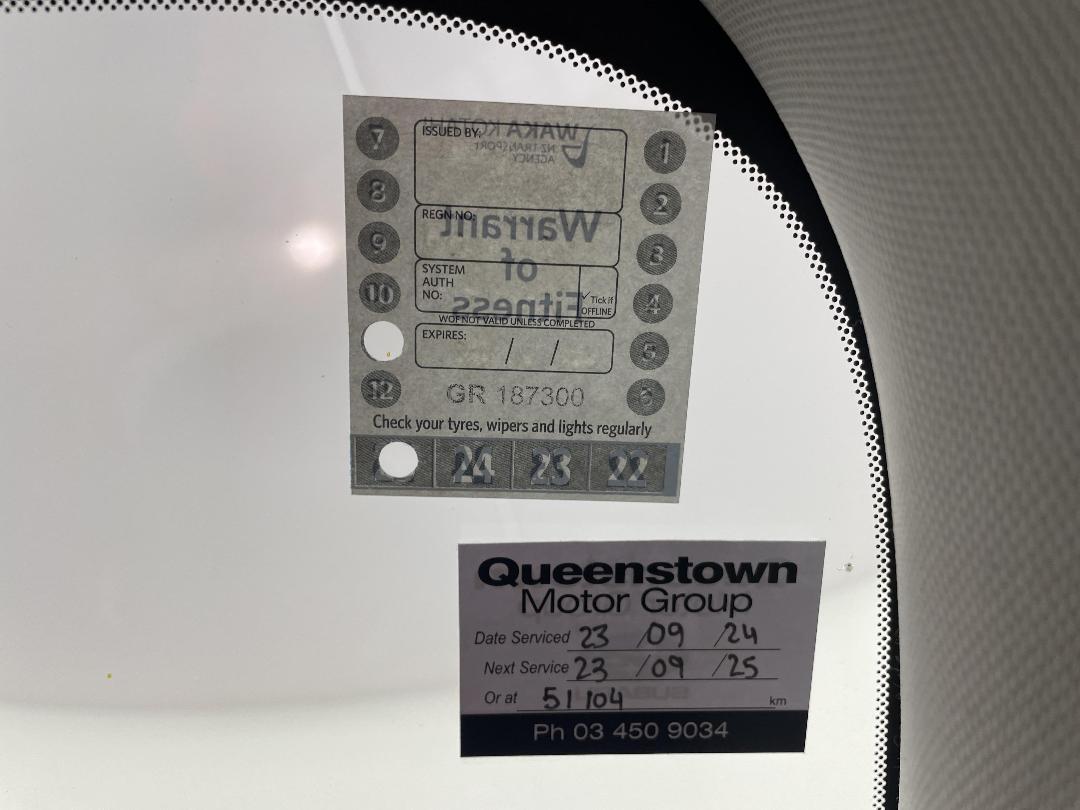 7
ISSUED BY:
WAKA KOTAHI
NZ TRANSPORT
AGENCY
1
8
2
REGN NO:
Warrant
9
3
of
SYSTEM
AUTH
NO:
Fitness
✓ Tick if
OFFLINE
10
4
WOF NOT VALID UNLESS COMPLETED
EXPIRES: / /
5
12
GR 187300
6
Check your tyres, wipers and lights regularly
24 23 22
Queenstown
Motor Group
Date Serviced 23 /09 /24
Next Service 23 /09 /25
Or at 51 104 km
SUBARU
Ph 03 450 9034